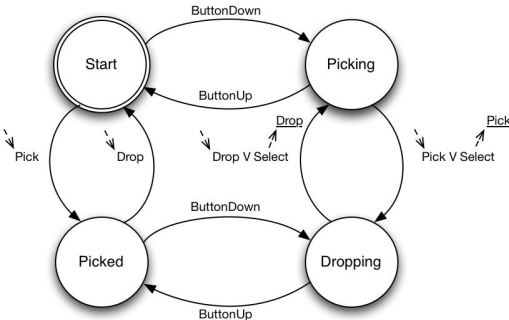 ButtonDown
Start
Picking
ButtonUp
Drop
Pick
Pick
Drop
Drop V Select
Pick V Select
ButtonDown
Picked
Dropping
ButtonUp